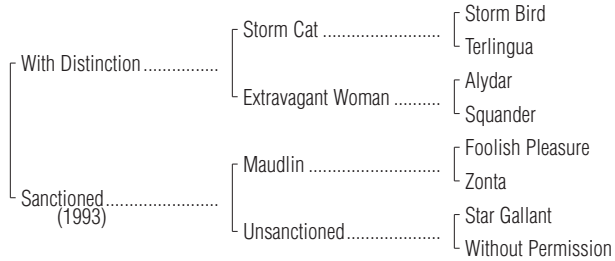 Storm Bird
Storm Cat ......................
Terlingua
With Distinction ..............
Alydar
Extravagant Woman .........
Squander
Foolish Pleasure
Maudlin .........................
Zonta
Sanctioned .....................
(1993)
Star Gallant
Unsanctioned .................
Without Permission